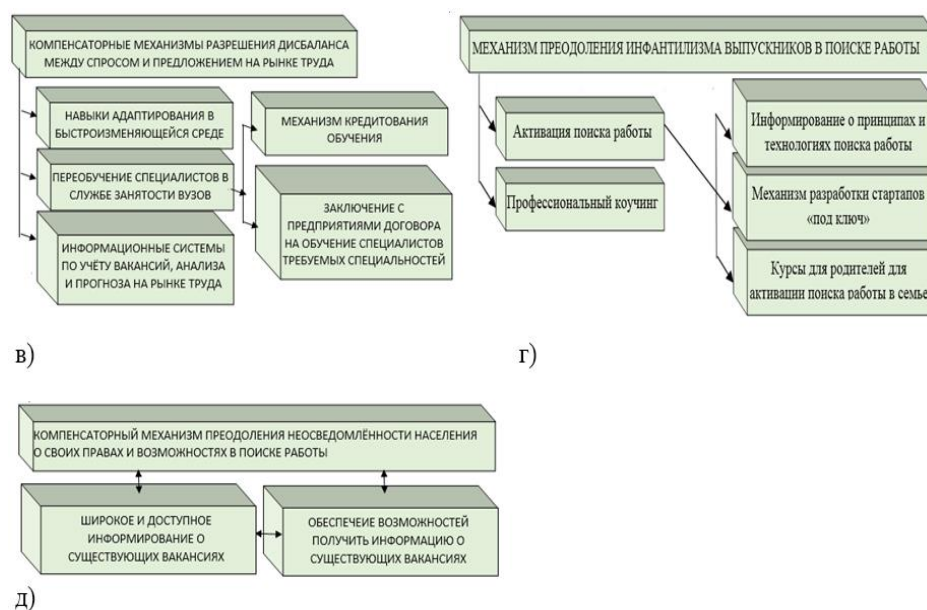 КОМПЕНСАТОРНЫЕ МЕХАНИЗМЫ РАЗРЕШЕНИЯ ДИСБАЛАНСА
МЕЖДУ СПРОСОМ И ПРЕДЛОЖЕНИЕМ НА РЫНКЕ ТРУДА
НАВЫКИ АДАПТИРОВАНИЯ В
БЫСТРОИЗМЕНЯЮЩЕЙСЯ СРЕДЕ
ПЕРЕОБУЧЕНИЕ СПЕЦИАЛИСТОВ В
СЛУЖБЕ ЗАНЯТОСТИ ВУЗОВ
ИНФОРМАЦИОННЫЕ СИСТЕМЫ
ПО УЧЁТУ ВАКАНСИЙ, АНАЛИЗА
И ПРОГНОЗА НА РЫНКЕ ТРУДА
МЕХАНИЗМ КРЕДИТОВАНИЯ
ОБУЧЕНИЯ
ЗАКЛЮЧЕНИЕ С
ПРЕДПРИЯТИЯМИ ДОГОВОРА
НА ОБУЧЕНИЕ СПЕЦИАЛИСТОВ
ТРЕБУЕМЫХ СПЕЦИАЛЬНОСТЕЙ
в)
МЕХАНИЗМ ПРЕОДОЛЕНИЯ ИНФАНТИЛИЗМА ВЫПУСКНИКОВ В ПОИСКЕ РАБОТЫ
Активация поиска работы
Профессиональный коучинг
Информирование о принципах и
технологиях поиска работы
Механизм разработки стартапов
«под ключ»
Курсы для родителей для
активации поиска работы в семье
г)
КОМПЕНСАТОРНЫЙ МЕХАНИЗМ ПРЕОДОЛЕНИЯ НЕОСВЕДОМЛЁННОСТИ НАСЕЛЕНИЯ
О СВОИХ ПРАВАХ И ВОЗМОЖНОСТЯХ В ПОИСКЕ РАБОТЫ
ШИРОКОЕ И ДОСТУПНОЕ
ИНФОРМИРОВАНИЕ О
СУЩЕСТВУЮЩИХ ВАКАНСИЯХ
ОБЕСПЕЧЕИЕ ВОЗМОЖНОСТЕЙ
ПОЛУЧИТЬ ИНФОРМАЦИЮ О
СУЩЕСТВУЮЩИХ ВАКАНСИЯХ
д)